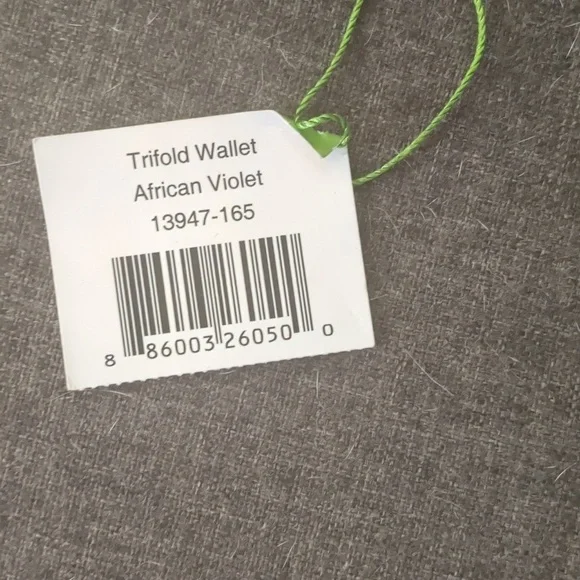 Trifold Wallet
African Violet
13947-165
8 86003 26050 0